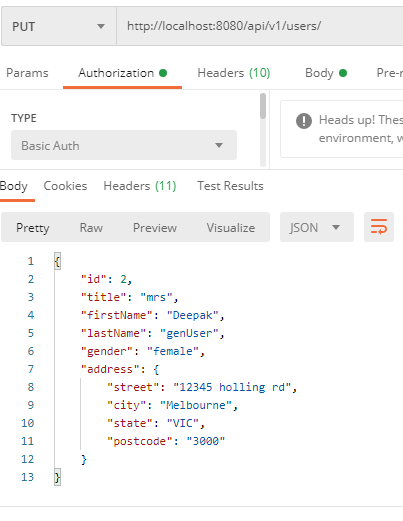 PUT http://localhost:8080/api/v1/users/
Params Authorization Headers (10) Body Pre-r
TYPE
Basic Auth
Heads up! Thes
environment, w
Body Cookies Headers (11) Test Results
Pretty Raw Preview Visualize JSON
1 {
2 "id": 2,
3 "title": "mrs",
4 "firstName": "Deepak",
5 "lastName": "genUser",
6 "gender": "female",
7 "address": {
8 "street": "12345 holling rd",
9 "city": "Melbourne",
10 "state": "VIC",
11 "postcode": "3000"
12 }
13 }